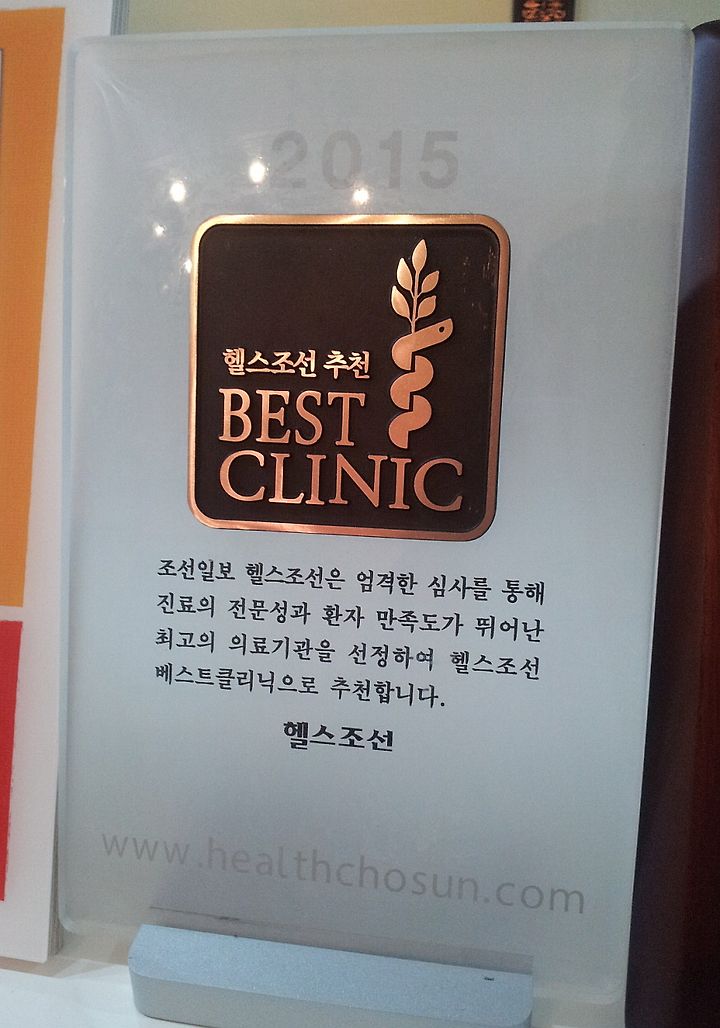 2015
헬스조선 추천
BEST
CLINIC
조선일보 헬스조선은 엄격한 심사를 통해
진료의 전문성과 환자 만족도가 뛰어난
최고의 의료기관을 선정하여 헬스조선
베스트클리닉으로 추천합니다.
헬스조선
www.healthchosun.com